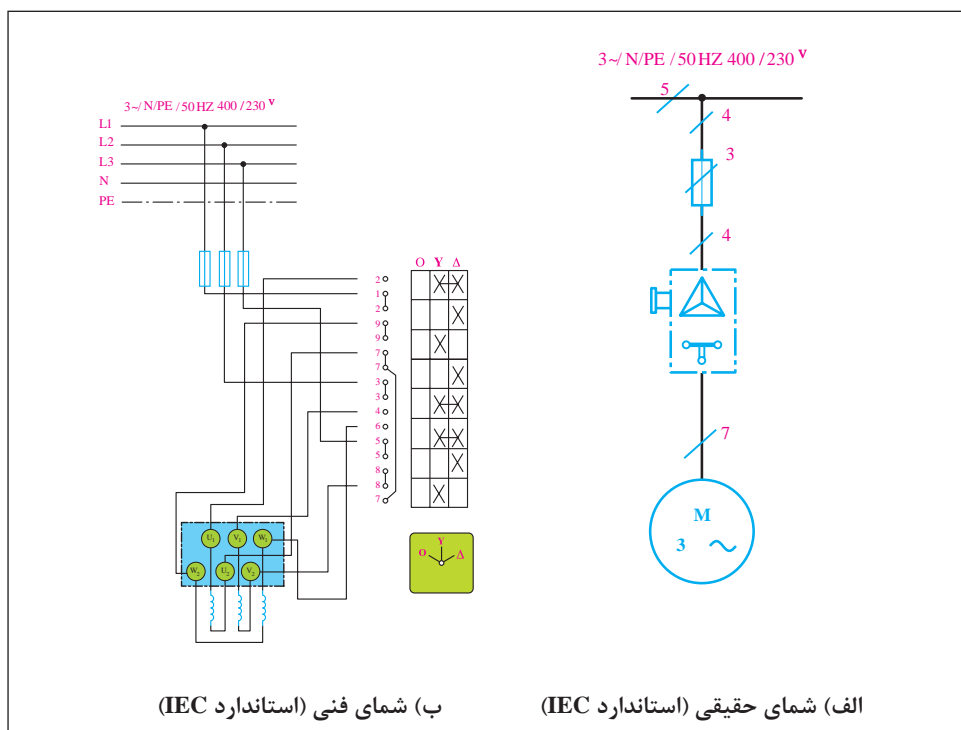 3~/ N/PE / 50 HZ 400 / 230 V
5
4
3
4
7
M
3 ~
الف) شمای حقیقی (استاندارد IEC)
3~/ N/PE / 50 HZ 400 / 230 V
L1
L2
L3
N
PE
O Y Δ
2
1
2
9
9
7
7
3
3
4
6
5
5
8
8
7
U1 V1 W1
W2 U2 V2
Y
O Δ
ب) شمای فنی (استاندارد IEC)